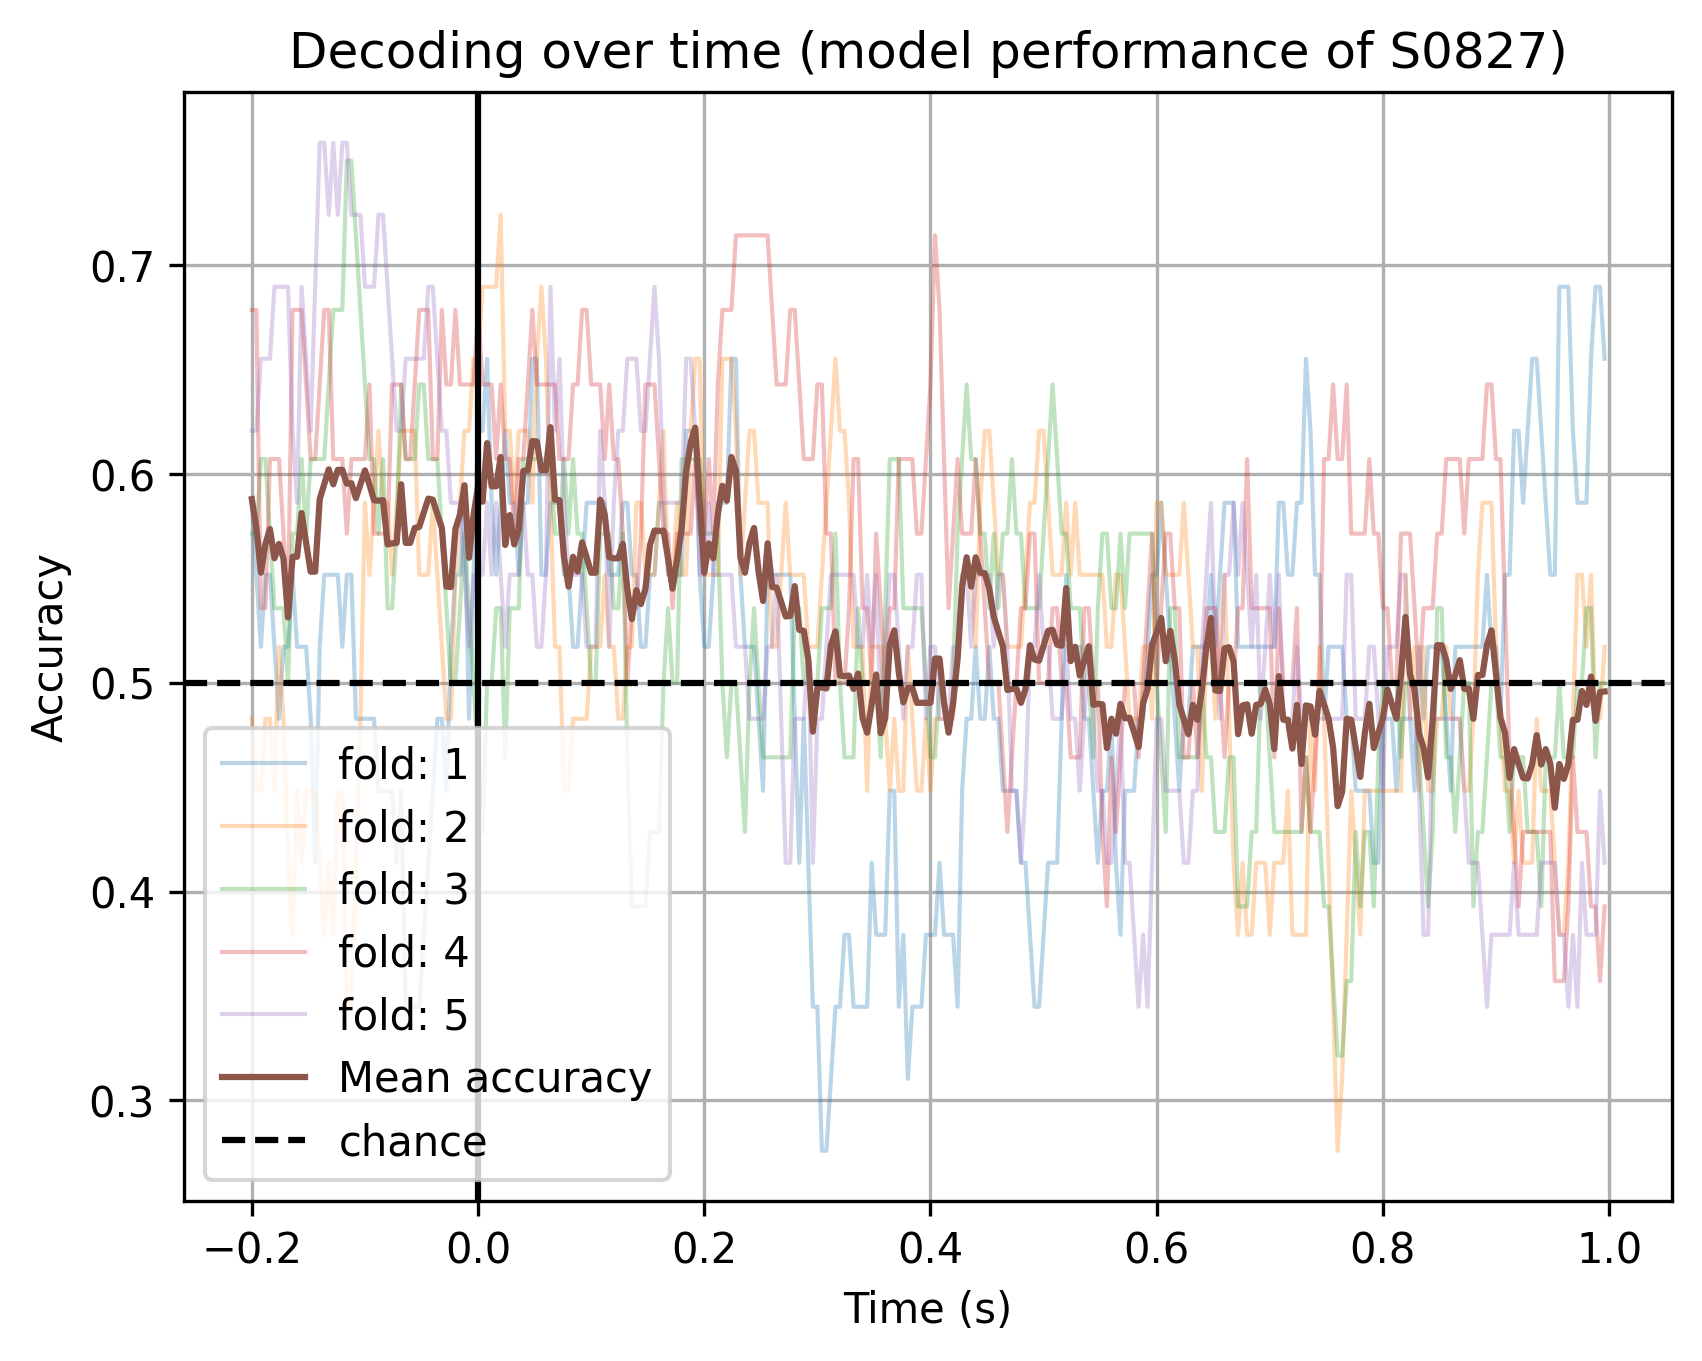 Decoding over time (model performance of S0827)
Accuracy
0.7
0.6
0.5
0.4
0.3
fold: 1
fold: 2
fold: 3
fold: 4
fold: 5
Mean accuracy
chance
−0.2 0.0 0.2 0.4 0.6 0.8 1.0
Time (s)